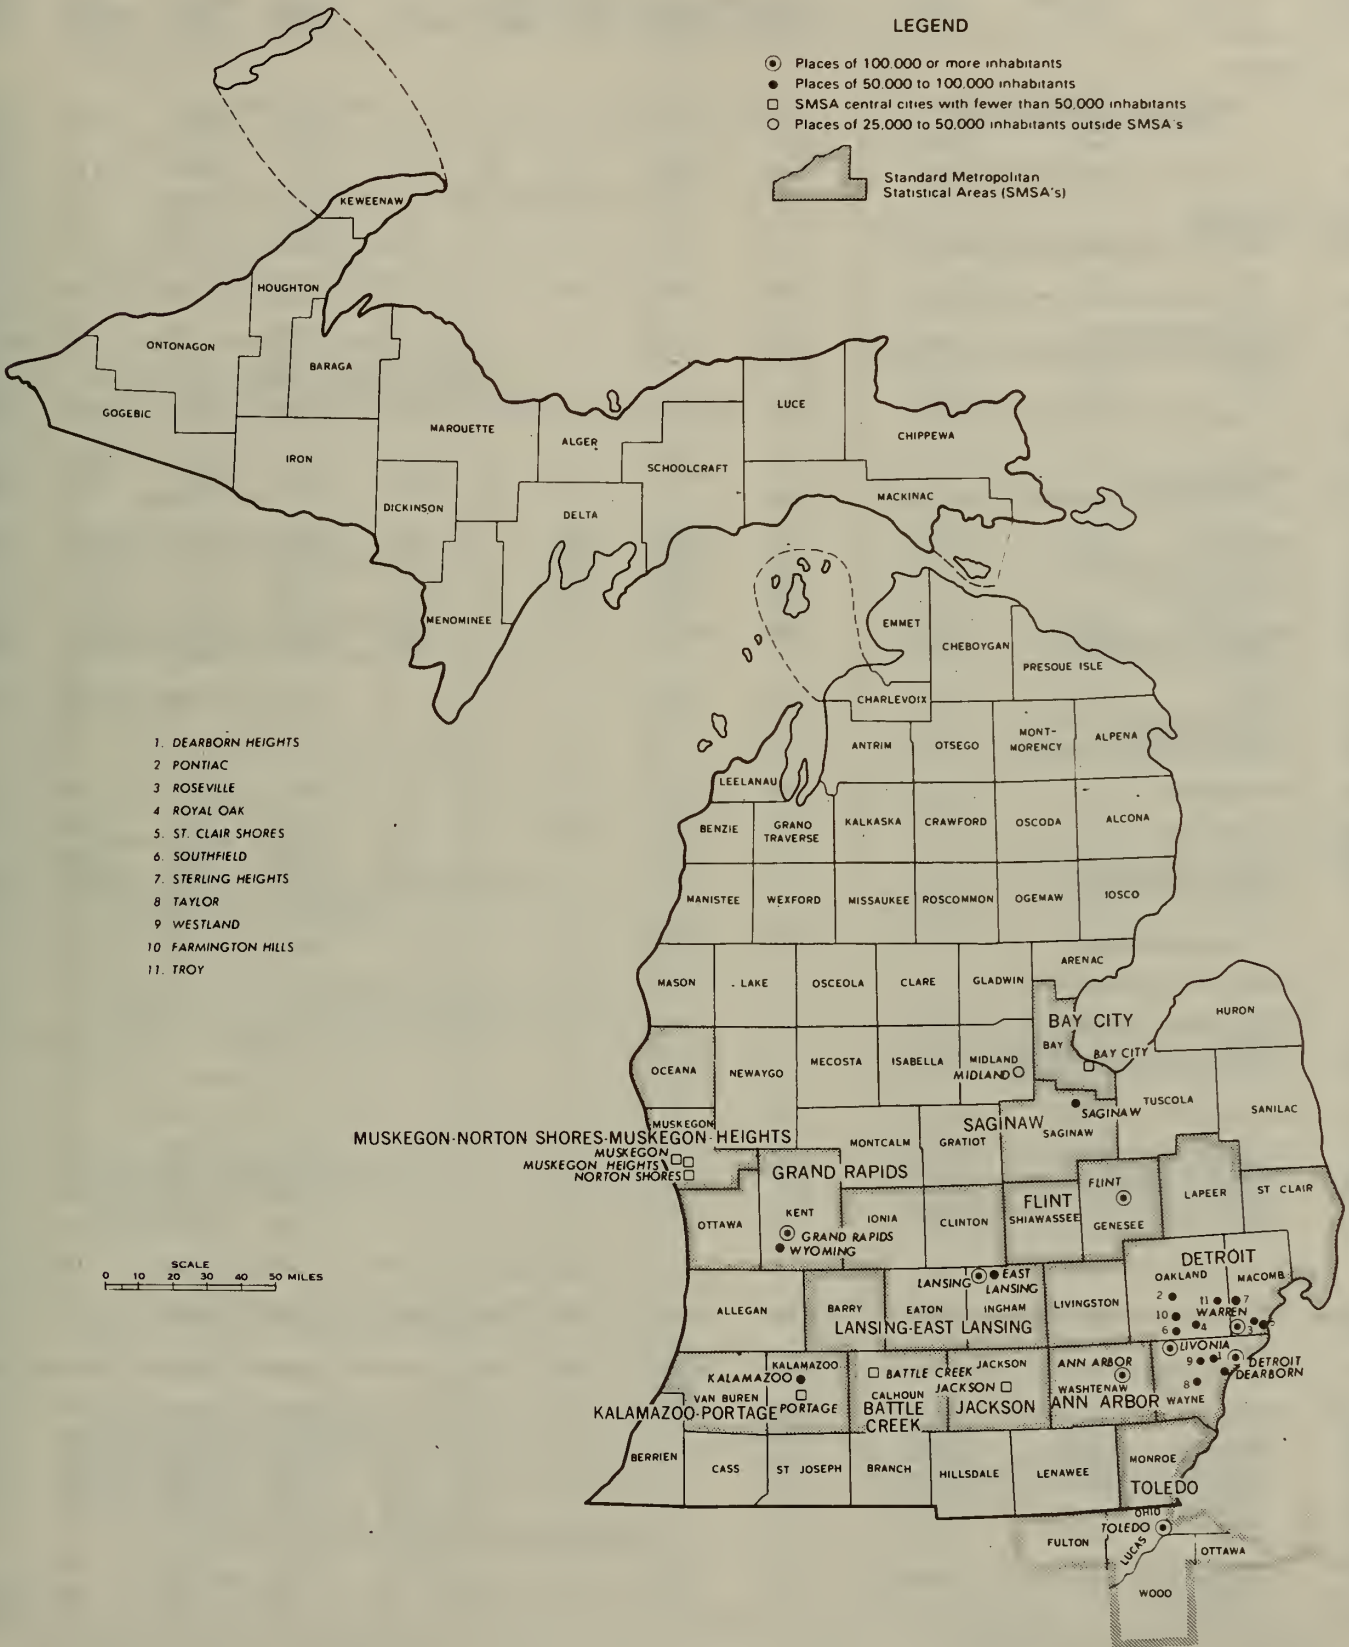 LEGEND
Places of 100,000 or more inhabitants
Places of 50,000 to 100,000 inhabitants
SMSA central cities with fewer than 50,000 inhabitants
Places of 25,000 to 50,000 inhabitants outside SMSA's
Standard Metropolitan
Statistical Areas (SMSA's)
KEWEENAW
HOUGHTON
ONTONAGON
BARAGA
GOGEBIC
LUCE
MARQUETTE
ALGER
CHIPPEWA
IRON
SCHOOLCRAFT
MACKINAC
DICKINSON
DELTA
MENOMINEE
EMMET
CHEBOYGAN
PRESQUE ISLE
CHARLEVOIX
1. DEARBORN HEIGHTS
2 PONTIAC
3 ROSEVILLE
4 ROYAL OAK
5. ST. CLAIR SHORES
6. SOUTHFIELD
7. STERLING HEIGHTS
8 TAYLOR
9 WESTLAND
10 FARMINGTON HILLS
11. TROY
ANTRIM
OTSEGO
MONT-
MORENCY
ALPENA
LEELANAU
BENZIE
GRAND
TRAVERSE
KALKASKA
CRAWFORD
OSCODA
ALCONA
MANISTEE
WEXFORD
MISSAUKEE
ROSCOMMON
OGEMAW
IOSCO
ARENAC
MASON
LAKE
OSCEOLA
CLARE
GLADWIN
HURON
BAY CITY
BAY
BAY CITY
OCEANA
NEWAYGO
MECOSTA
ISABELLA
MIDLAND
MIDLAND
TUSCOLA
SANILAC
SAGINAW
SAGINAW
SAGINAW
MUSKEGON
MUSKEGON-NORTON SHORES-MUSKEGON HEIGHTS
MUSKEGON
MUSKEGON HEIGHTS
NORTON SHORES
MONTCALM
GRATIOT
GRAND RAPIDS
FLINT
FLINT
LAPEER
ST CLAIR
OTTAWA
KENT
IONIA
CLINTON
SHIAWASSEE
GENESEE
GRAND RAPIDS
WYOMING
DETROIT
OAKLAND
MACOMB
SCALE
0 10 20 30 40 50 MILES
LANSING
EAST
LANSING
ALLEGAN
BARRY
EATON
INGHAM
LIVINGSTON
LANSING-EAST LANSING
2
11
7
10
WARREN
6
4
3
5
LIVONIA
9
1
DETROIT
DEARBORN
8
WAYNE
KALAMAZOO
KALAMAZOO
VAN BUREN
PORTAGE
KALAMAZOO-PORTAGE
BATTLE CREEK
CALHOUN
BATTLE
CREEK
JACKSON
JACKSON
JACKSON
ANN ARBOR
WASHTENAW
ANN ARBOR
BERRIEN
CASS
ST JOSEPH
BRANCH
HILLSDALE
LENAWEE
MONROE
TOLEDO
OHIO
TOLEDO
FULTON
LUCAS
OTTAWA
WOOD